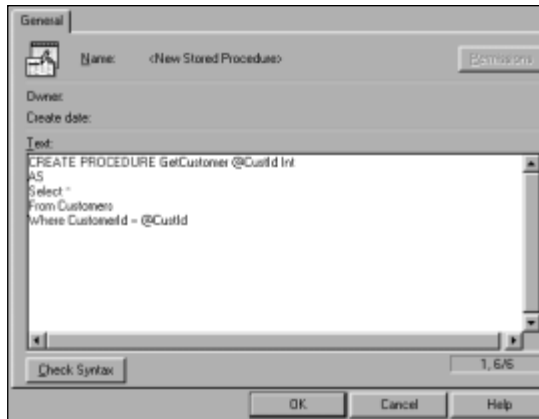 General
Name: <New Stored Procedure> Permissions
Owner:
Create date:
Text:
CREATE PROCEDURE GetCustomer @CustId Int
AS
Select *
From Customers
Where CustomerId = @CustId
Check Syntax 1, 6/6
OK Cancel Help